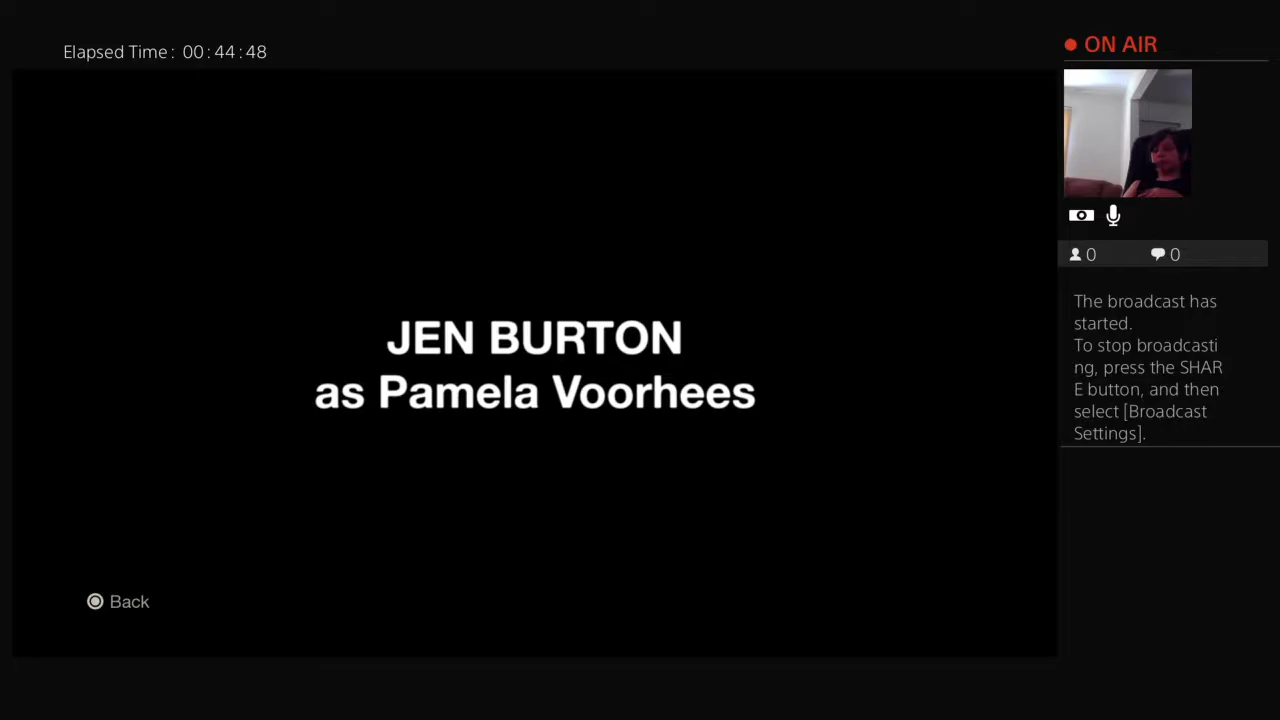 Elapsed Time: 00:44:48
ON AIR
0
0
The broadcast has
started.
To stop broadcasti
ng, press the SHAR
E button, and then
select [Broadcast
Settings].
JEN BURTON
as Pamela Voorhees
Back